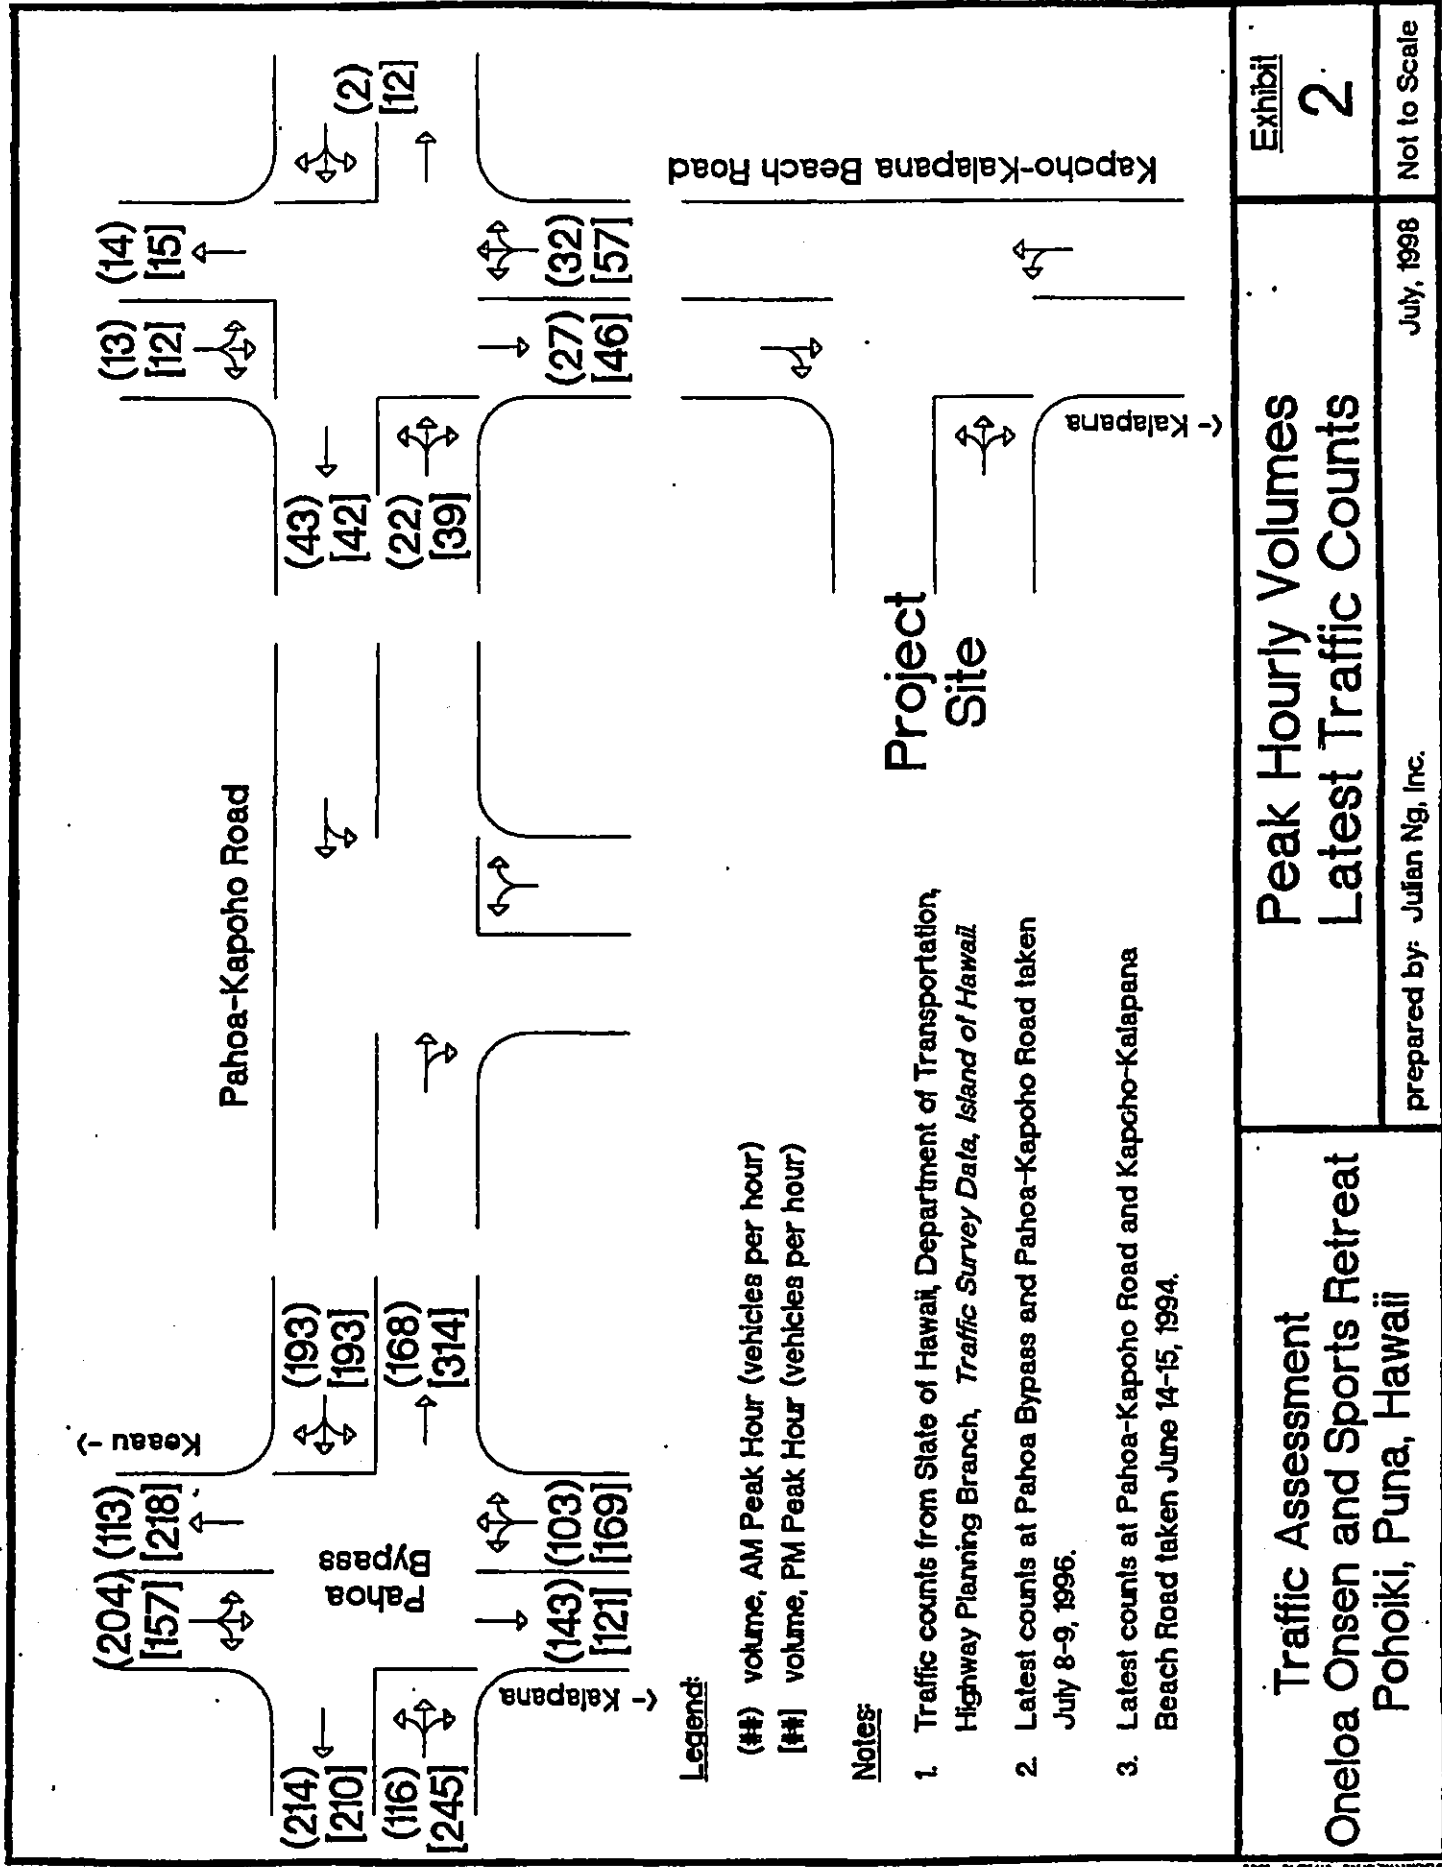 Keaau ->
(204) (113)
[157] [218]
(214)
[210]
(116)
[245]
Pahoa
Bypass
(193)
[193]
(168)
[314]
(143) (103)
[121] [169]
<- Kalapana
Pahoa-Kapoho Road
(13) (14)
[12] [15]
(43)
[42]
(22)
[39]
(2)
[12]
(27) (32)
[46] [57]
Kapoho-Kalapana Beach Road
Project
Site
<- Kalapana
Legend:
(##) volume, AM Peak Hour (vehicles per hour)
[##] volume, PM Peak Hour (vehicles per hour)
Notes:
1. Traffic counts from State of Hawaii, Department of Transportation,
Highway Planning Branch, Traffic Survey Data, Island of Hawaii.
2. Latest counts at Pahoa Bypass and Pahoa-Kapoho Road taken
July 8-9, 1996.
3. Latest counts at Pahoa-Kapoho Road and Kapoho-Kalapana
Beach Road taken June 14-15, 1994.
Traffic Assessment
Oneloa Onsen and Sports Retreat
Pohoiki, Puna, Hawaii
Peak Hourly Volumes
Latest Traffic Counts
prepared by: Julian Ng, Inc.
July, 1998
Exhibit
2
Not to Scale